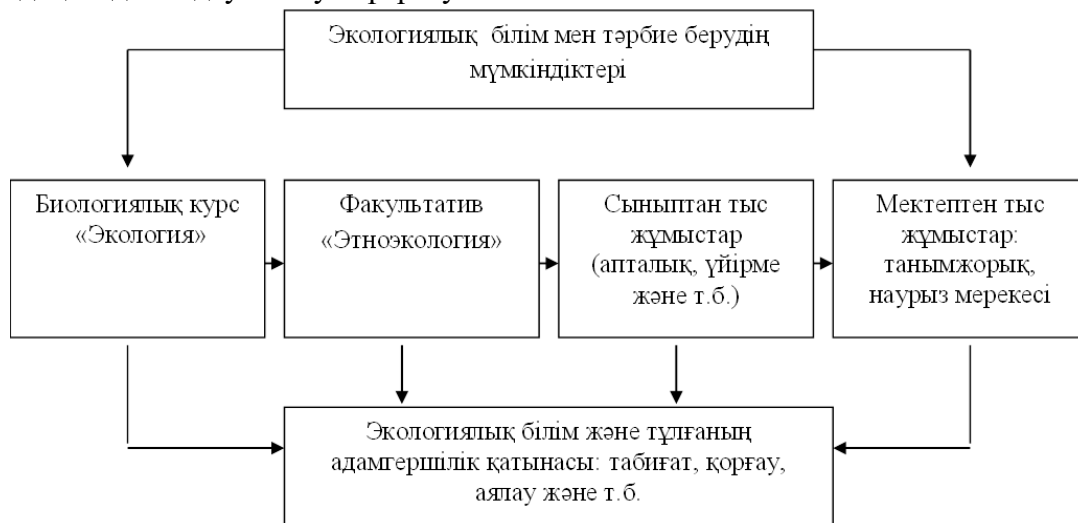 Экологиялық білім мен тәрбие берудің
мүмкіндіктері
Биологиялық курс
«Экология»
Факультатив
«Этноэкология»
Сыныптан тыс
жұмыстар
(апталық, үйірме
және т.б.)
Мектептен тыс
жұмыстар:
танымжорық,
наурыз мерекесі
Экологиялық білім және тұлғаның
адамгершілік қатынасы: табиғат, қорғау,
аялау және т.б.